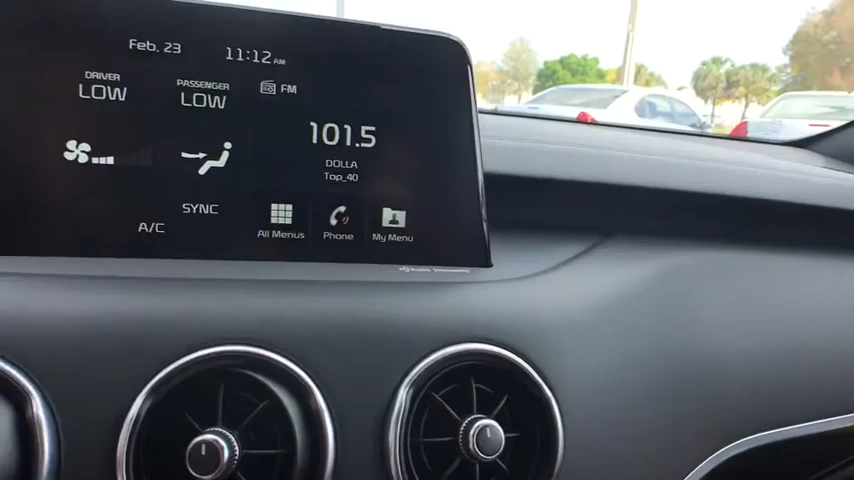 Feb. 23
11:12 AM
DRIVER
LOW
PASSENGER
LOW
FM
101.5
DOLLA
Top_40
SYNC
A/C
All Menus
Phone
My Menu